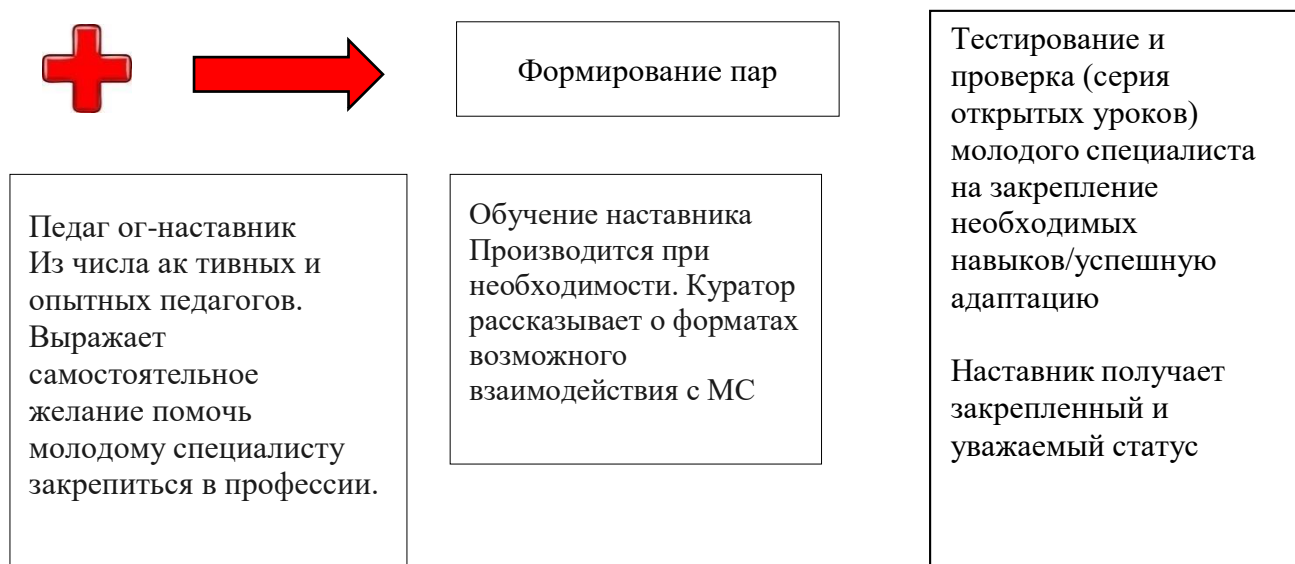 Формирование пар
Педаг ог-наставник
Из числа ак тивных и
опытных педагогов.
Выражает
самостоятельное
желание помочь
молодому специалисту
закрепиться в профессии.
Обучение наставника
Производится при
необходимости. Куратор
рассказывает о форматах
возможного
взаимодействия с МС
Тестирование и
проверка (серия
открытых уроков)
молодого специалиста
на закрепление
необходимых
навыков/успешную
адаптацию
Наставник получает
закрепленный и
уважаемый статус